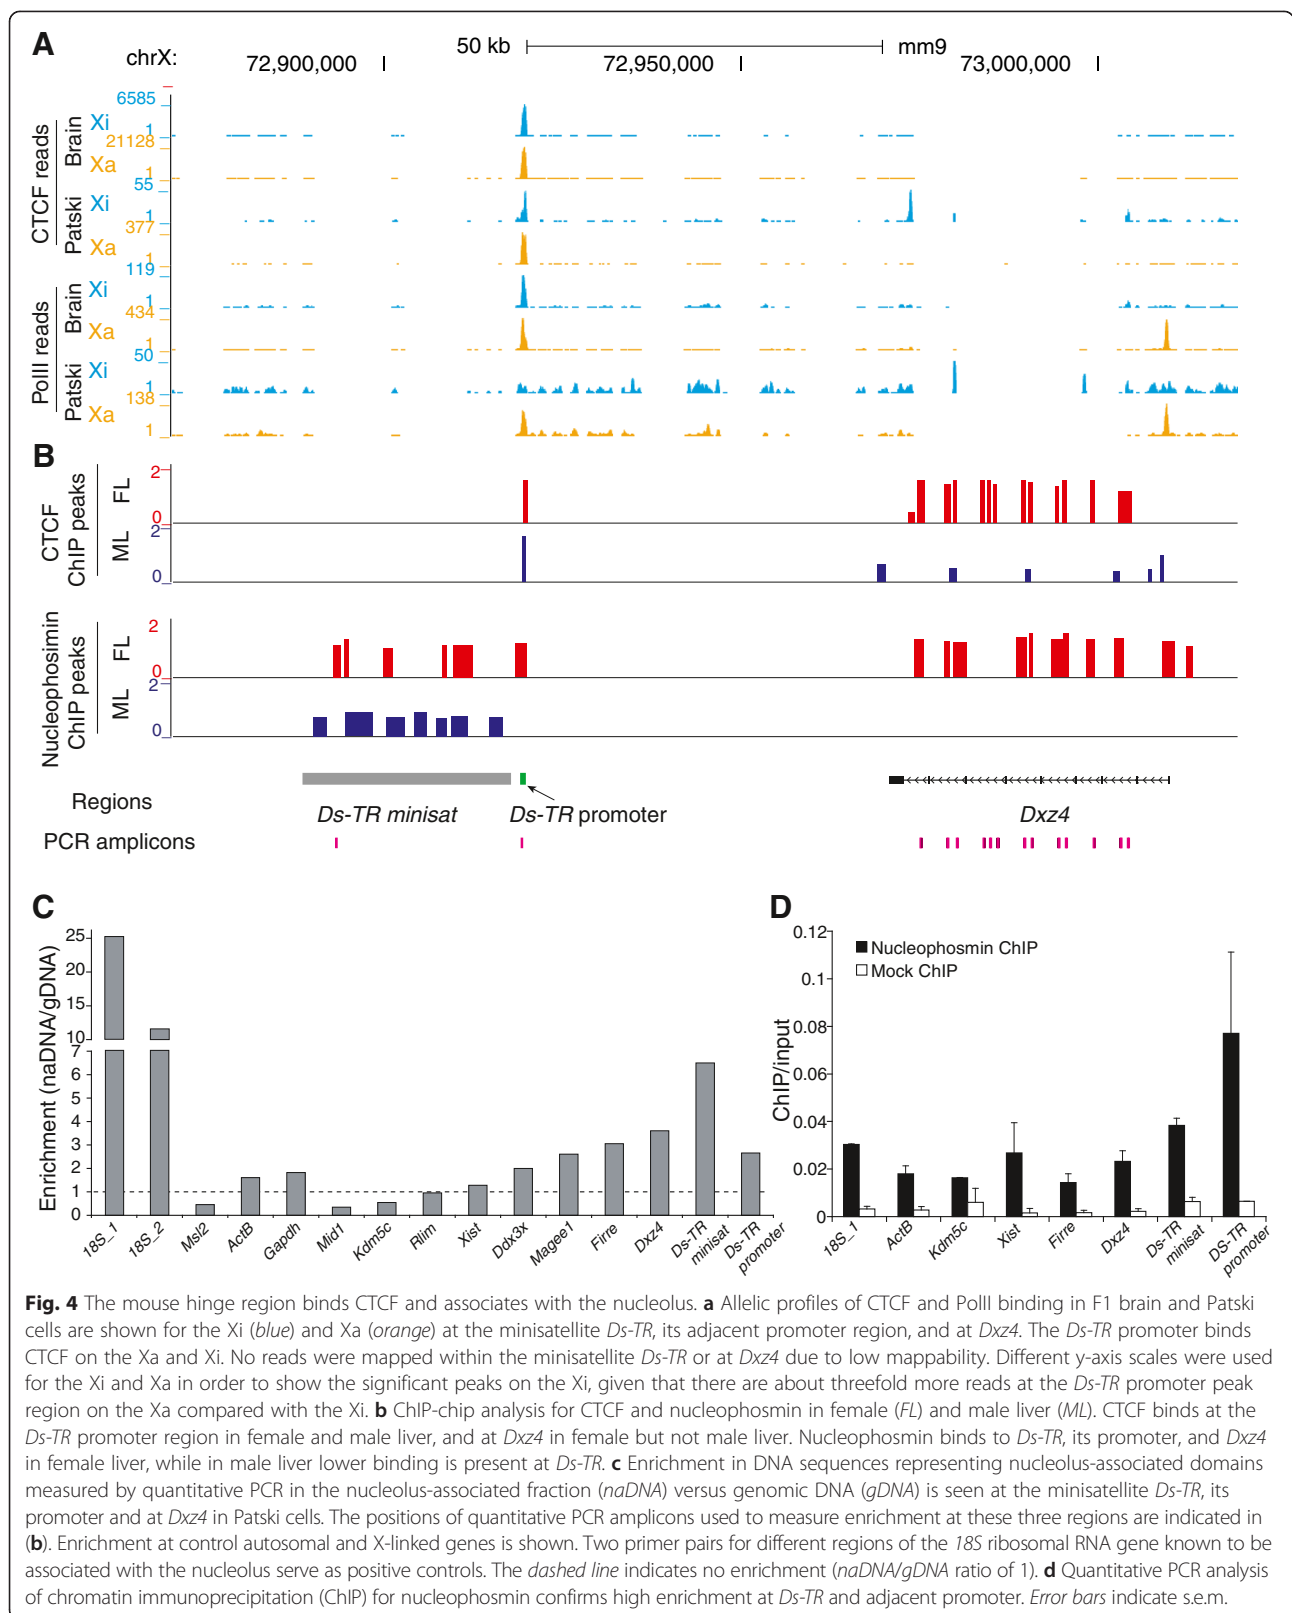 A
50 kb
mm9
chrX:
72,900,000
72,950,000
73,000,000
CTCF reads
Brain
Xi
6585
1
Xa
21128
1
Patski
Xi
55
1
Xa
377
1
PolII reads
Brain
Xi
119
1
Xa
434
1
Patski
Xi
50
1
Xa
138
1
B
CTCF
ChIP peaks
FL
2
0
ML
2
0
Nucleophosimin
ChIP peaks
FL
2
0
ML
2
0
Regions
Ds-TR minisat
Ds-TR promoter
Dxz4
PCR amplicons
C
Enrichment (naDNA/gDNA)
25
20
15
10
7
6
5
4
3
2
1
0
18S_1
18S_2
Msl2
ActB
Gapdh
Mid1
Kdm5c
Rlim
Xist
Ddx3x
Magee1
Firre
Dxz4
Ds-TR minisat
Ds-TR promoter
D
ChIP/input
0.12
0.1
0.08
0.06
0.04
0.02
0
Nucleophosmin ChIP
Mock ChIP
18S_1
ActB
Kdm5c
Xist
Firre
Dxz4
Ds-TR minisat
DS-TR promoter
Fig. 4 The mouse hinge region binds CTCF and associates with the nucleolus. a Allelic profiles of CTCF and PolII binding in F1 brain and Patski
cells are shown for the Xi (blue) and Xa (orange) at the minisatellite Ds-TR, its adjacent promoter region, and at Dxz4. The Ds-TR promoter binds
CTCF on the Xa and Xi. No reads were mapped within the minisatellite Ds-TR or at Dxz4 due to low mappability. Different y-axis scales were used
for the Xi and Xa in order to show the significant peaks on the Xi, given that there are about threefold more reads at the Ds-TR promoter peak
region on the Xa compared with the Xi. b ChIP-chip analysis for CTCF and nucleophosmin in female (FL) and male liver (ML). CTCF binds at the
Ds-TR promoter region in female and male liver, and at Dxz4 in female but not male liver. Nucleophosmin binds to Ds-TR, its promoter, and Dxz4
in female liver, while in male liver lower binding is present at Ds-TR. c Enrichment in DNA sequences representing nucleolus-associated domains
measured by quantitative PCR in the nucleolus-associated fraction (naDNA) versus genomic DNA (gDNA) is seen at the minisatellite Ds-TR, its
promoter and at Dxz4 in Patski cells. The positions of quantitative PCR amplicons used to measure enrichment at these three regions are indicated in
(b). Enrichment at control autosomal and X-linked genes is shown. Two primer pairs for different regions of the 18S ribosomal RNA gene known to be
associated with the nucleolus serve as positive controls. The dashed line indicates no enrichment (naDNA/gDNA ratio of 1). d Quantitative PCR analysis
of chromatin immunoprecipitation (ChIP) for nucleophosmin confirms high enrichment at Ds-TR and adjacent promoter. Error bars indicate s.e.m.